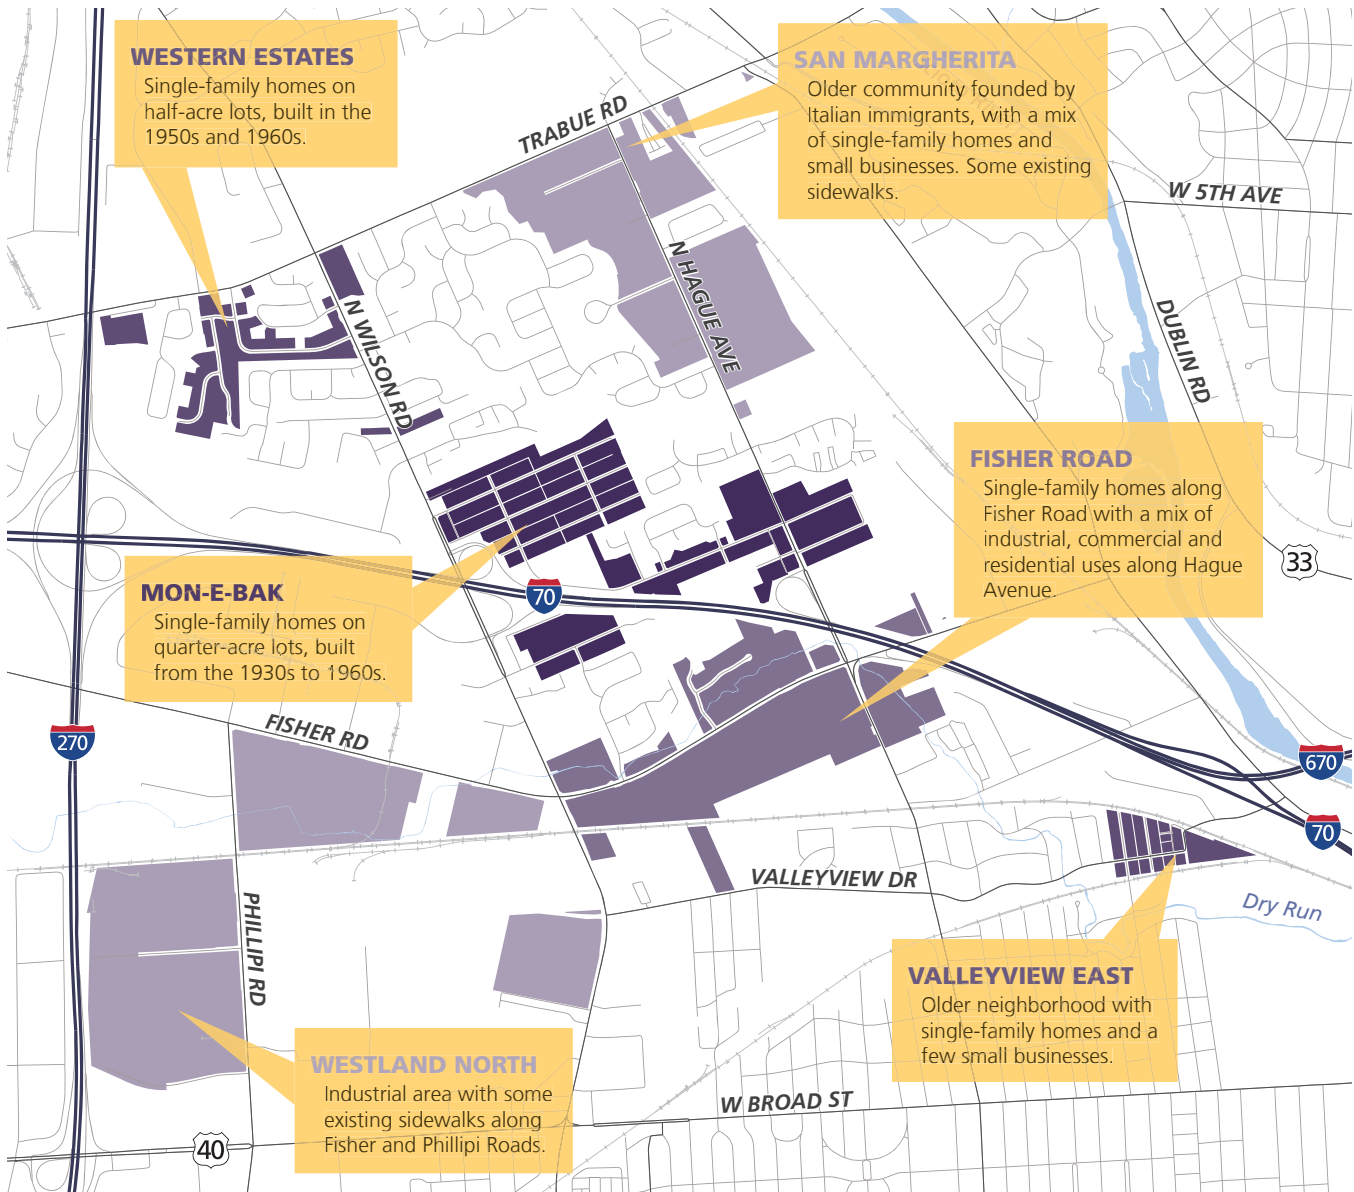 WESTERN ESTATES
Single-family homes on
half-acre lots, built in the
1950s and 1960s.
SAN MARGHERITA
Older community founded by
Italian immigrants, with a mix
of single-family homes and
small businesses. Some existing
sidewalks.
TRABUE RD
W 5TH AVE
N HAGUE AVE
N WILSON RD
DUBLIN RD
FISHER ROAD
Single-family homes along
Fisher Road with a mix of
industrial, commercial and
residential uses along Hague
Avenue.
33
MON-E-BAK
Single-family homes on
quarter-acre lots, built
from the 1930s to 1960s.
70
FISHER RD
270
670
70
VALLEYVIEW DR
Dry Run
PHILLIPI RD
VALLEYVIEW EAST
Older neighborhood with
single-family homes and a
few small businesses.
WESTLAND NORTH
Industrial area with some
existing sidewalks along
Fisher and Phillipi Roads.
W BROAD ST
40